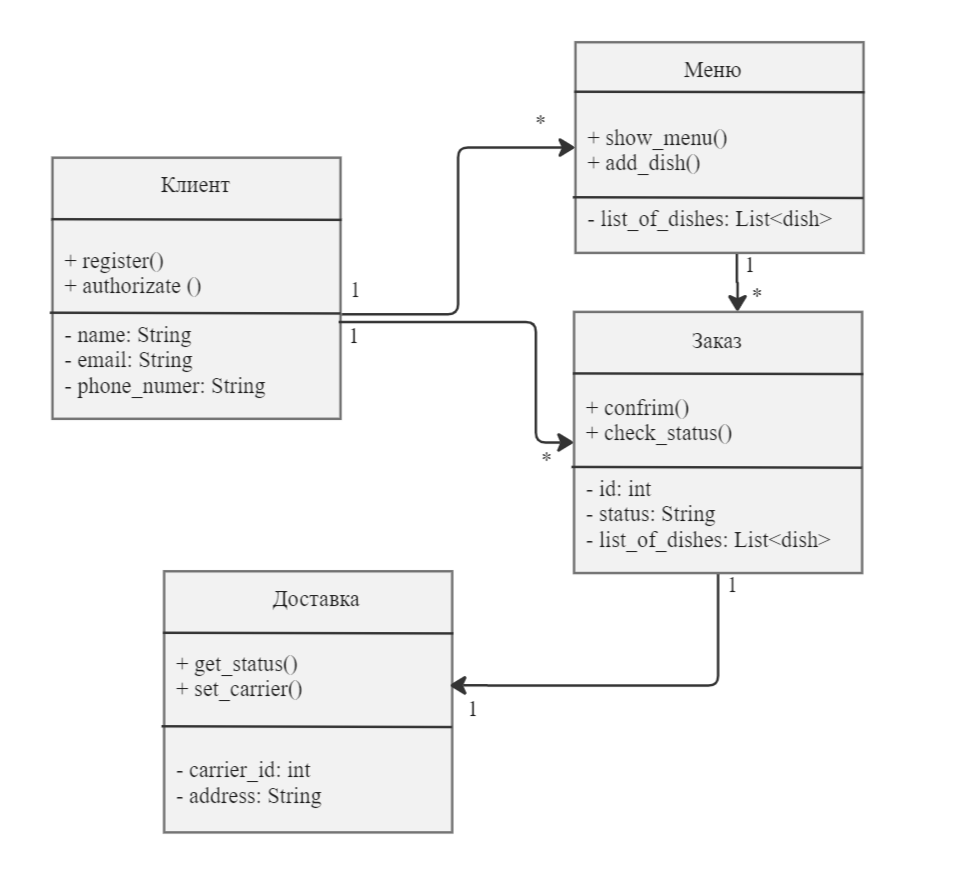 Меню
+ show_menu()
+ add_dish()
- list_of_dishes: List<dish>
*
1
*
Клиент
+ register()
+ authorizate ()
- name: String
- email: String
- phone_numer: String
1
1
*
Заказ
+ confrim()
+ check_status()
- id: int
- status: String
- list_of_dishes: List<dish>
1
1
Доставка
+ get_status()
+ set_carrier()
- carrier_id: int
- address: String